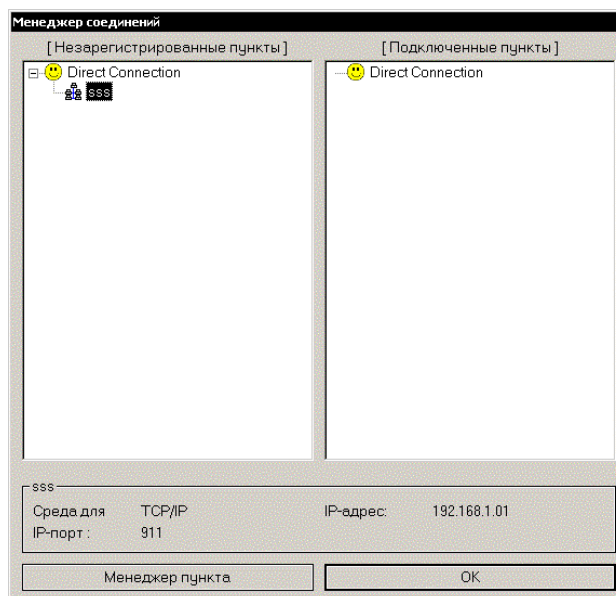 Менеджер соединений
[ Незарегистрированные пункты ] [ Подключенные пункты ]
Direct Connection Direct Connection
sss
sss
Среда для TCP/IP IP-адрес: 192.168.1.01
IP-порт : 911
Менеджер пункта OK